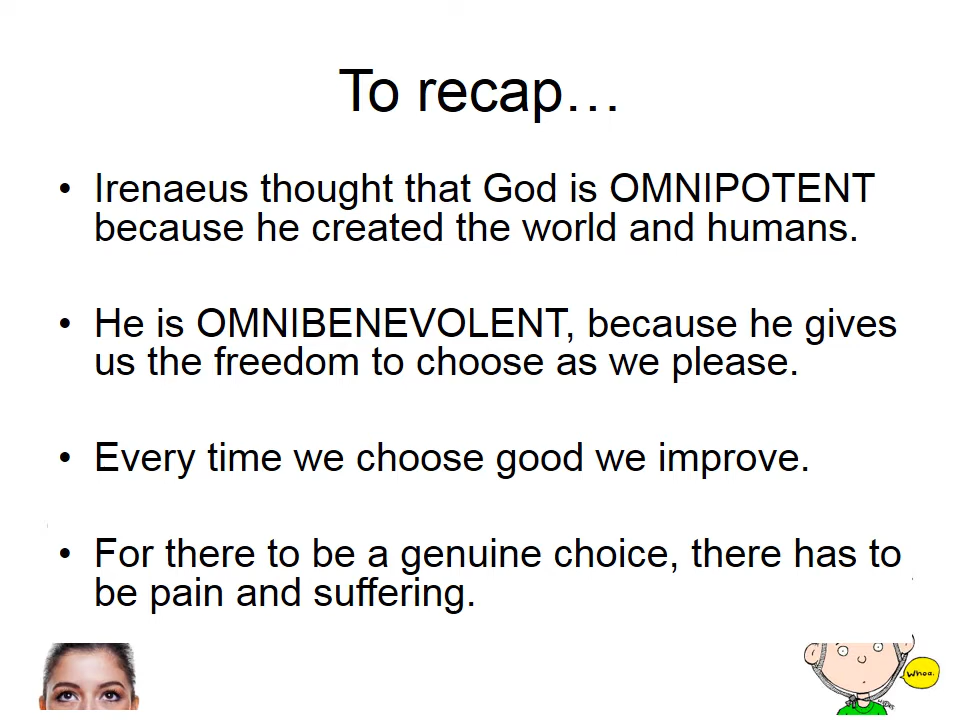 To recap…
• Irenaeus thought that God is OMNIPOTENT
because he created the world and humans.
• He is OMNIBENEVOLENT, because he gives
us the freedom to choose as we please.
• Every time we choose good we improve.
• For there to be a genuine choice, there has to
be pain and suffering.
Whoa.